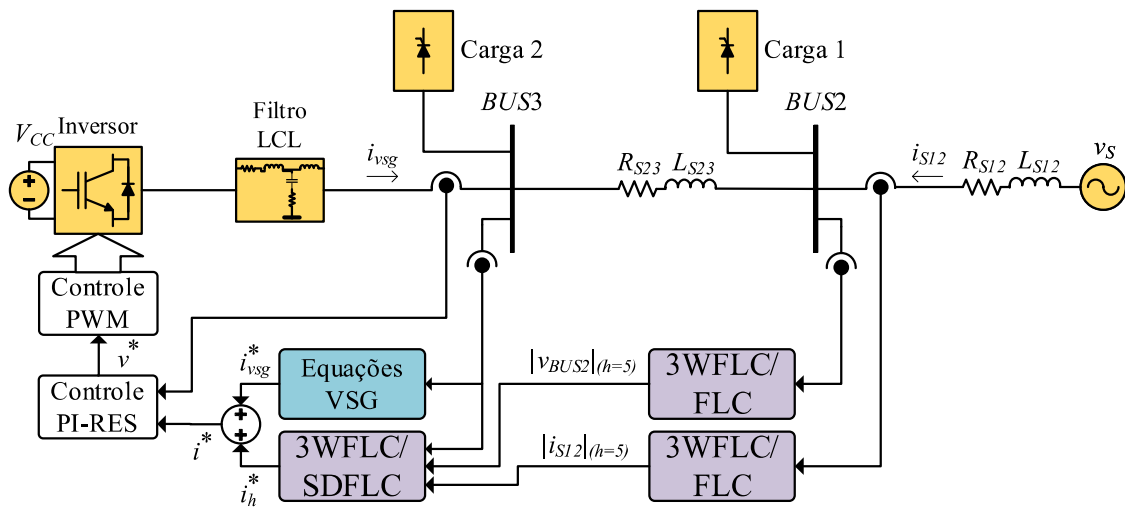 V_CC Inversor
Filtro
LCL
i_vsg
Carga 2
BUS3
R_S23 L_S23
Carga 1
BUS2
i_S12
R_S12 L_S12
v_S
Controle
PWM
v*
Controle
PI-RES
i*
i*_vsg
i*_h
Equações
VSG
3WFLC/
SDFLC
|v_BUS2|(h=5)
3WFLC/
FLC
|i_S12|(h=5)
3WFLC/
FLC